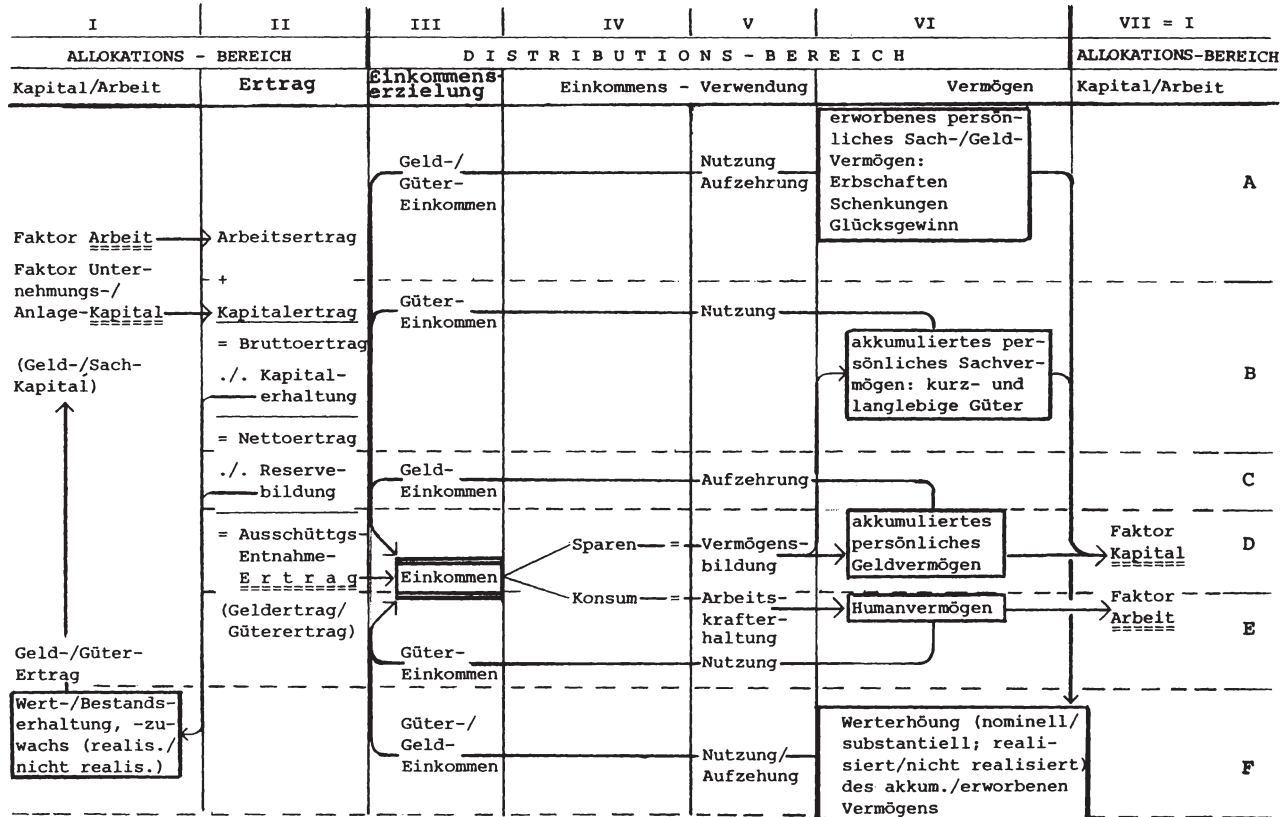 I II III IV V VI VII = I
ALLOKATIONS - BEREICH DISTRIBUTIONS-BEREICH ALLOKATIONS-BEREICH
Kapital/Arbeit Ertrag Einkommens-
erzielung Einkommens - Verwendung Vermögen Kapital/Arbeit
Faktor Arbeit
Faktor Unter-
nehmungs-/
Anlage-Kapital
(Geld-/Sach-
Kapital)
Geld-/Güter-
Ertrag
Wert-/Bestands-
erhaltung, -zu-
wachs (realis./
nicht realis.)
Arbeitsertrag
+
Kapitalertrag
= Bruttoertrag
./. Kapital-
erhaltung
= Nettoertrag
./. Reserve-
bildung
= Ausschüttgs-
Entnahme-
Ertrag
(Geldertrag/
Güterertrag)
Geld-/
Güter-
Einkommen
Nutzung
Aufzehrung
erworbenes persön-
liches Sach-/Geld-
Vermögen:
Erbschaften
Schenkungen
Glücksgewinn
A
Güter-
Einkommen
Nutzung
akkumuliertes per-
sönliches Sachver-
mögen: kurz- und
langlebige Güter
B
Geld-
Einkommen
Aufzehrung
C
Einkommen
Sparen = Vermögens-
bildung
akkumuliertes
persönliches
Geldvermögen
Faktor
Kapital
D
Konsum = Arbeits-
krafter-
haltung
Humanvermögen
Faktor
Arbeit
E
Güter-
Einkommen
Nutzung
Güter-/
Geld-
Einkommen
Nutzung/
Aufzehung
Werterhöung (nominell/
substantiell; reali-
siert/nicht realisiert)
des akkum./erworbenen
Vermögens
F